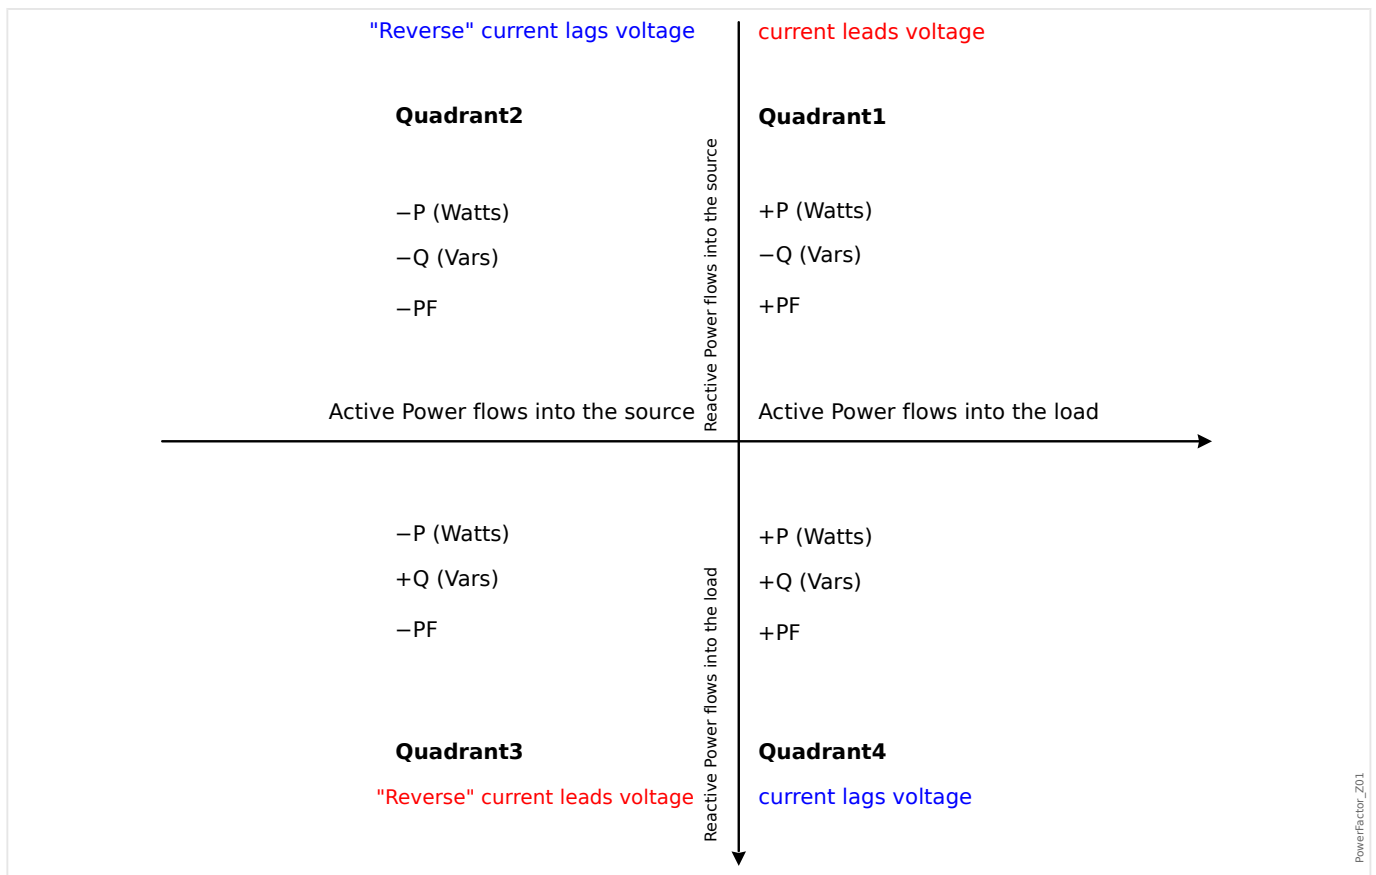 "Reverse" current lags voltage
current leads voltage
Quadrant2
Quadrant1
Reactive Power flows into the source
−P (Watts)
−Q (Vars)
−PF
+P (Watts)
−Q (Vars)
+PF
Active Power flows into the source
Active Power flows into the load
−P (Watts)
+Q (Vars)
−PF
+P (Watts)
+Q (Vars)
+PF
Reactive Power flows into the load
Quadrant3
Quadrant4
"Reverse" current leads voltage
current lags voltage
PowerFactor_Z01